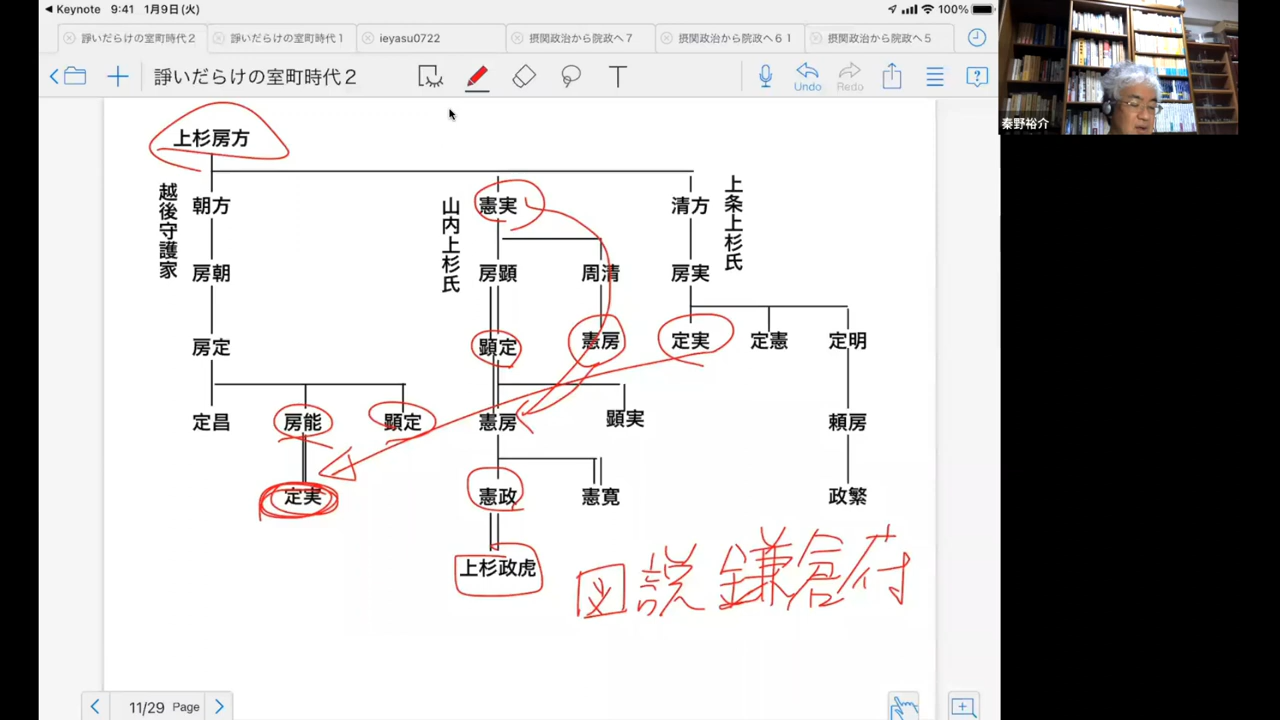 Keynote 9:41 1月9日(火) 100%
諍いだらけの室町時代2 諍いだらけの室町時代1 ieyasu0722 摂関政治から院政へ7 摂関政治から院政へ61 摂関政治から院政へ5
諍いだらけの室町時代2 T Undo Redo
秦野裕介
上杉房方
越後守護家
朝方
房朝
房定
定昌 房能 顕定
定実
山内上杉氏
憲実
房顕 周清
顕定 憲房
憲房 顕実
憲政 憲寛
上杉政虎
上条上杉氏
清方
房実
定実 定憲 定明
頼房
政繁
図説鎌倉府
11/29 Page